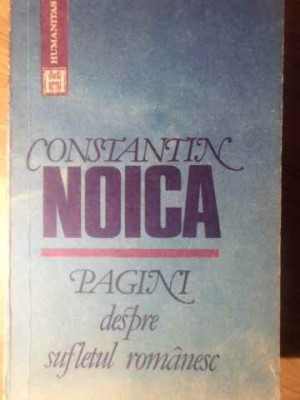 HUMANITAS
CONSTANTIN
NOICA
PAGINI
despre
sufletul românesc